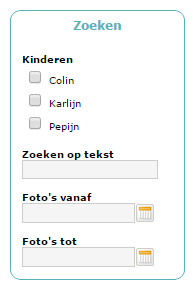 Zoeken
Kinderen
Colin
Karlijn
Pepijn
Zoeken op tekst
Foto's vanaf
Foto's tot